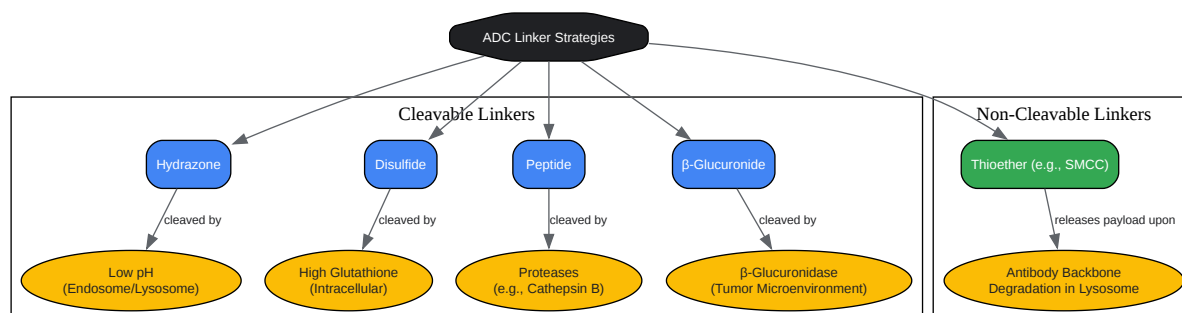 ADC Linker Strategies
Cleavable Linkers
Non-Cleavable Linkers
Hydrazone
Disulfide
Peptide
β-Glucuronide
Thioether (e.g., SMCC)
cleaved by
cleaved by
cleaved by
cleaved by
releases payload upon
Low pH
(Endosome/Lysosome)
High Glutathione
(Intracellular)
Proteases
(e.g., Cathepsin B)
β-Glucuronidase
(Tumor Microenvironment)
Antibody Backbone
Degradation in Lysosome